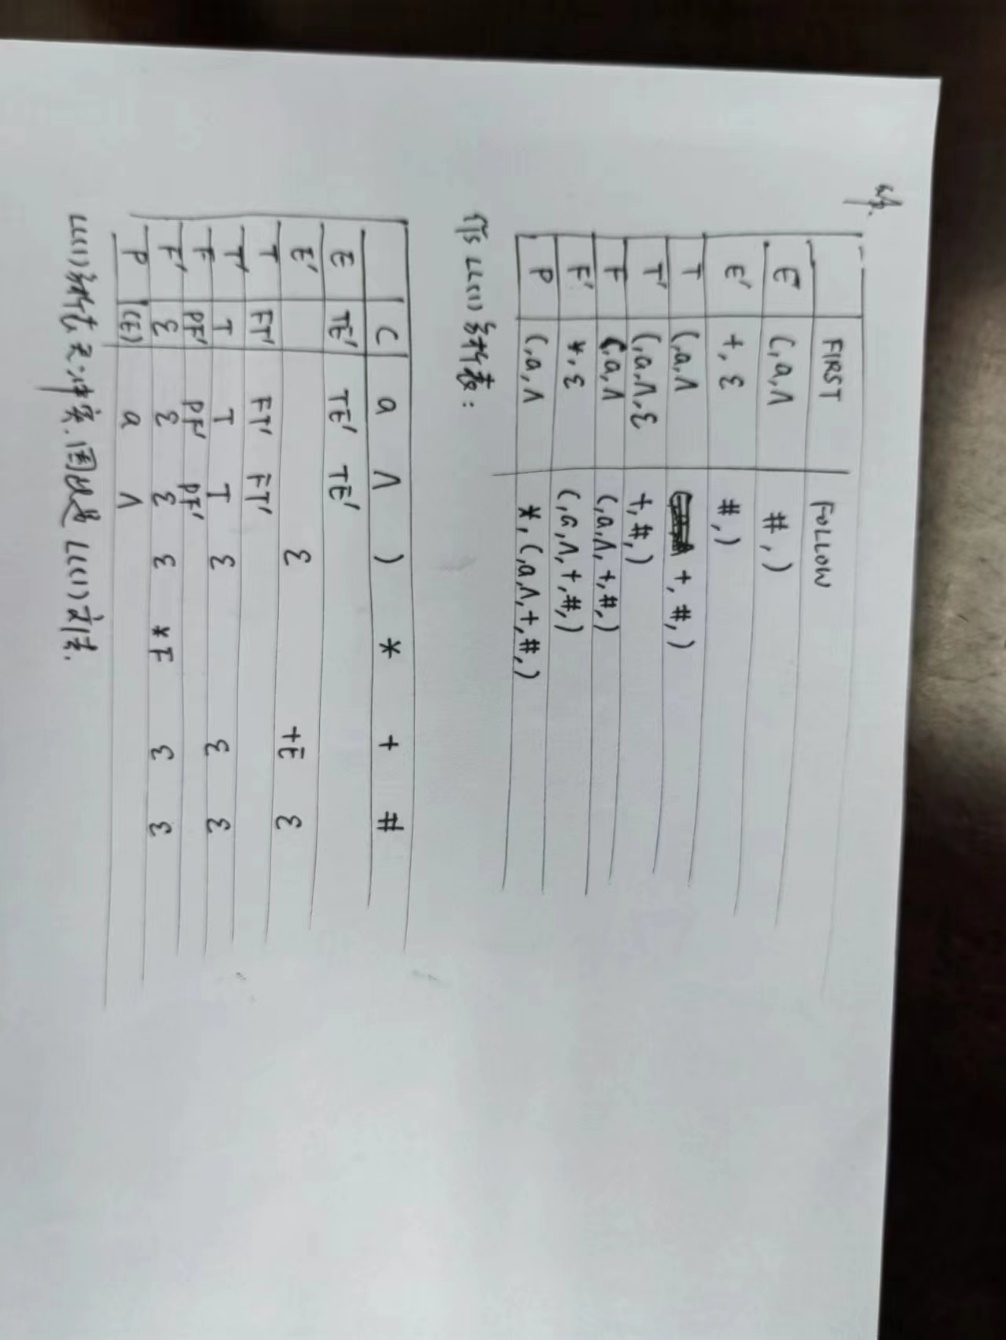 FIRST FOLLOW
E (,a,∧ #,)
E' +,ε #,)
T (,a,∧ +,#,)
T' (,a,∧,ε +,#,)
F (,a,∧ (,a,∧,+,#,)
F' *,ε (,a,∧,+,#,)
P (,a,∧ *,(,a,∧,+,#,)
LL(1)分析表:
( a ∧ ) * + #
E TE' TE' TE'
E' ε +E ε
T FT' FT' FT'
T' T T T ε ε ε
F PF' PF' PF'
F' ε ε ε ε *F ε ε
P (E) a ∧
LL(1)分析表无冲突.因此是LL(1)文法.